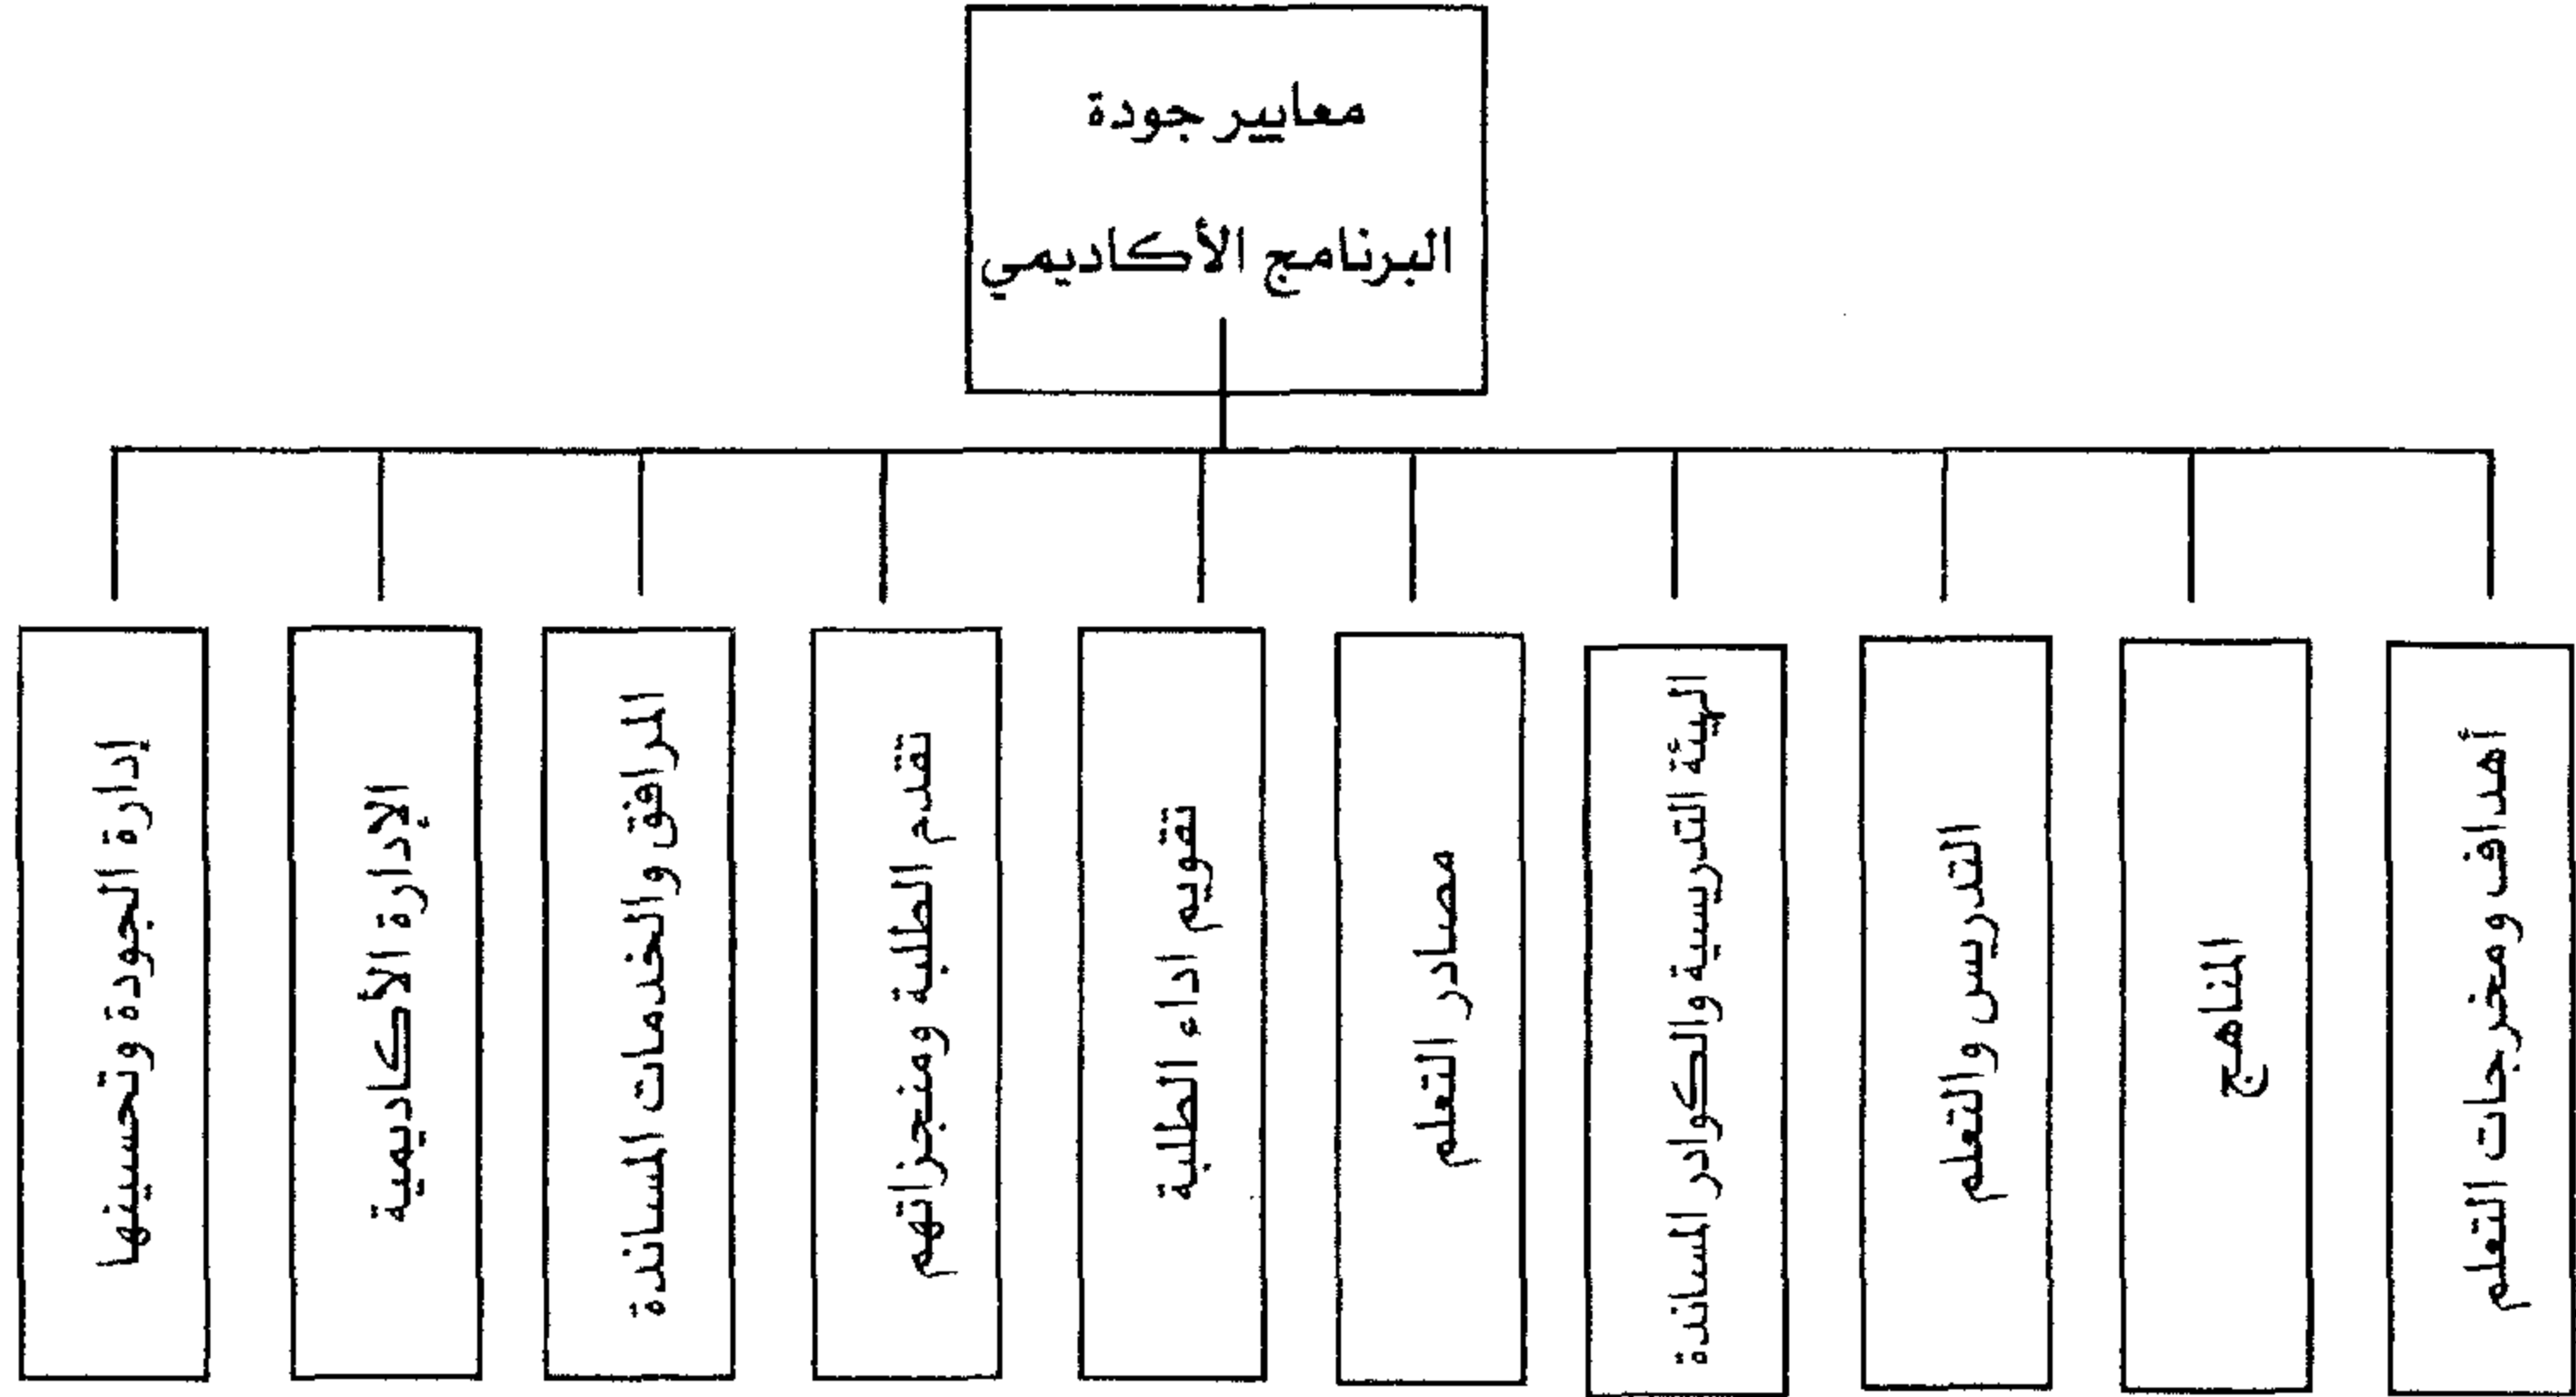 معايير جودة
البرنامج الأكاديمي
أهداف ومخرجات التعلم
المناهج
التدريس والتعلم
الهيئة التدريسية والكوادر المساندة
مصادر التعلم
تقويم اداء الطلبة
تقدم الطلبة ومنجزاتهم
المرافق والخدمات المساندة
الإدارة الأكاديمية
إدارة الجودة وتحسينها